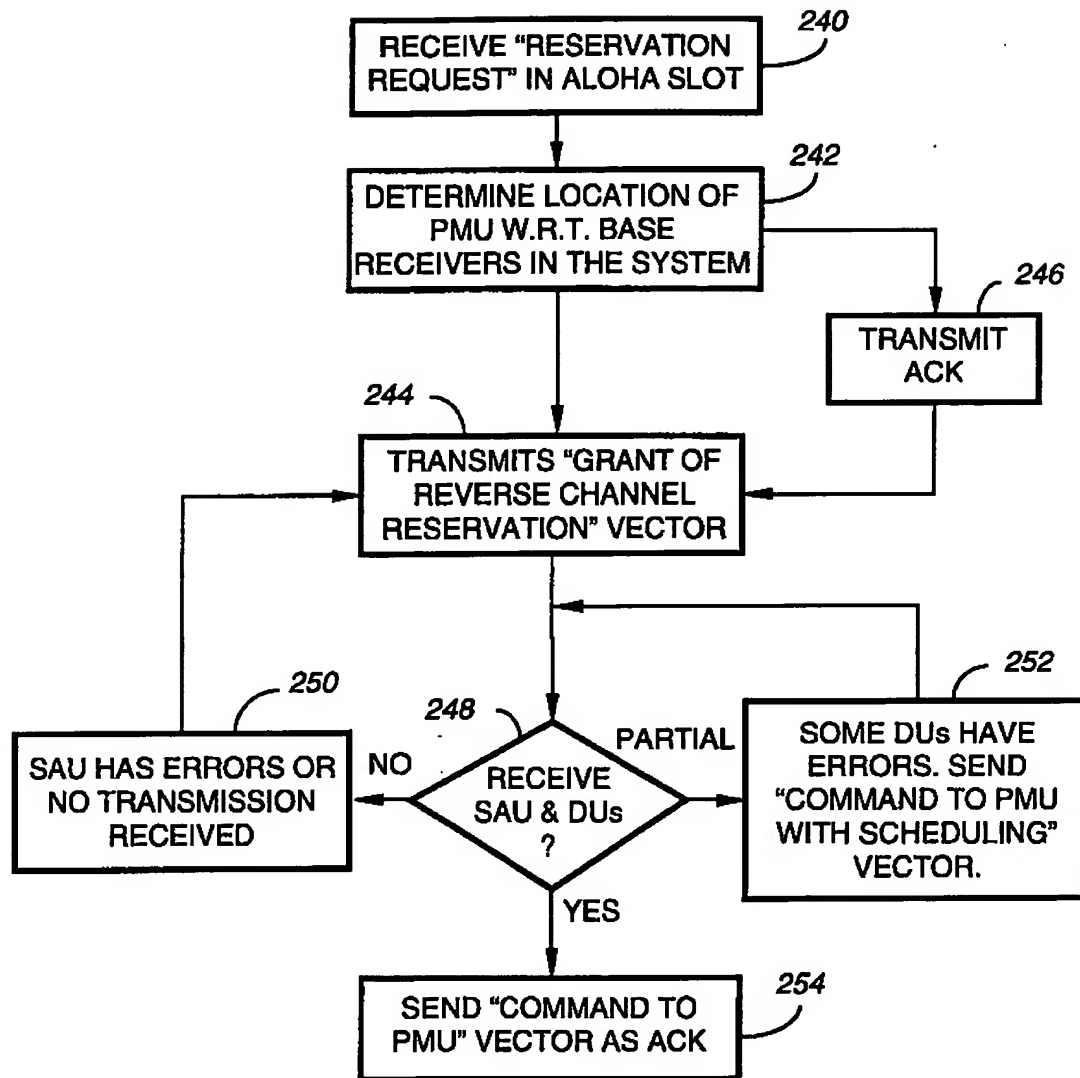 240
RECEIVE “RESERVATION
REQUEST” IN ALOHA SLOT
242
DETERMINE LOCATION OF
PMU W.R.T. BASE
RECEIVERS IN THE SYSTEM
246
TRANSMIT
ACK
244
TRANSMITS “GRANT OF
REVERSE CHANNEL
RESERVATION” VECTOR
250
SAU HAS ERRORS OR
NO TRANSMISSION
RECEIVED
248
NO
RECEIVE
SAU & DUs
?
PARTIAL
YES
252
SOME DUs HAVE
ERRORS. SEND
“COMMAND TO PMU
WITH SCHEDULING”
VECTOR.
254
SEND “COMMAND TO
PMU” VECTOR AS ACK